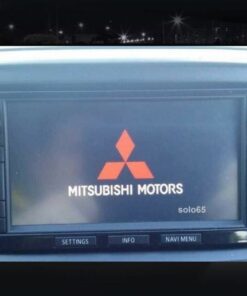 MITSUBISHI MOTORS
solo65
SETTINGS INFO NAVI MENU